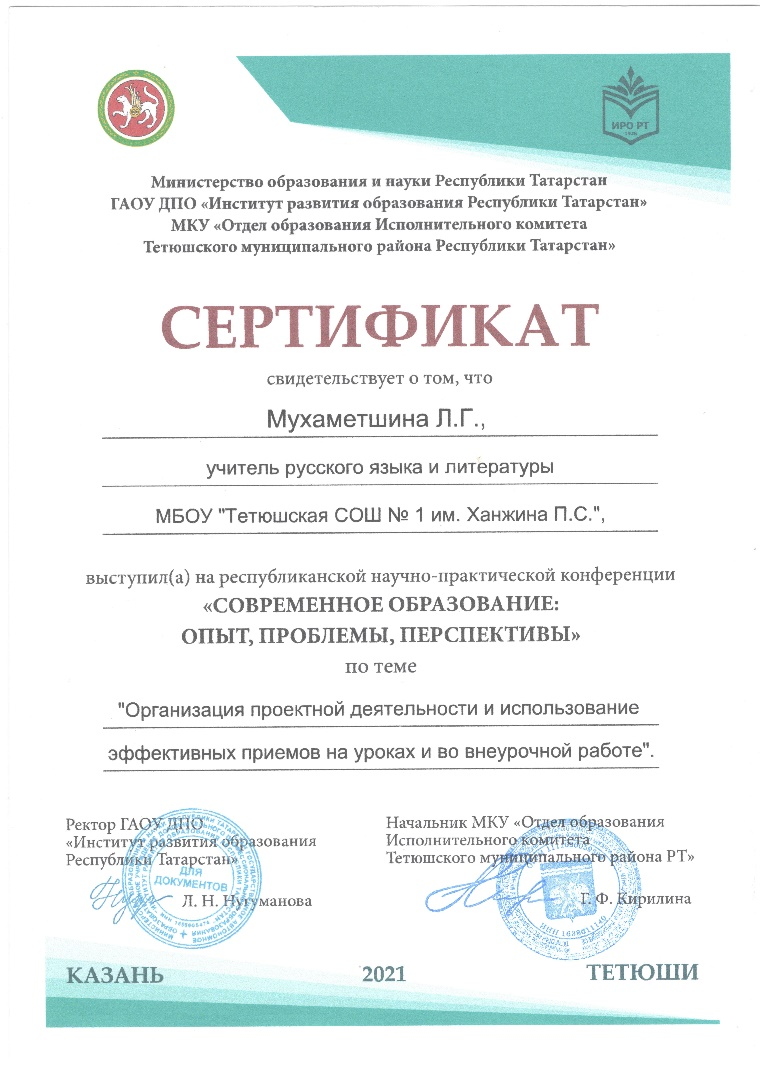 ИРО РТ
Министерство образования и науки Республики Татарстан
ГАОУ ДПО «Институт развития образования Республики Татарстан»
МКУ «Отдел образования Исполнительного комитета
Тетюшского муниципального района Республики Татарстан»
СЕРТИФИКАТ
свидетельствует о том, что
Мухаметшина Л.Г.,
учитель русского языка и литературы
МБОУ "Тетюшская СОШ № 1 им. Ханжина П.С.",
выступил(а) на республиканской научно-практической конференции
«СОВРЕМЕННОЕ ОБРАЗОВАНИЕ:
ОПЫТ, ПРОБЛЕМЫ, ПЕРСПЕКТИВЫ»
по теме
"Организация проектной деятельности и использование
эффективных приемов на уроках и во внеурочной работе".
Ректор ГАОУ ДПО
«Институт развития образования
Республики Татарстан»
ДЛЯ
ДОКУМЕНТОВ
Л. Н. Нугуманова
Начальник МКУ «Отдел образования
Исполнительного комитета
Тетюшского муниципального района РТ»
Г. Ф. Кирилина
ИНН 1638011140
КАЗАНЬ 2021 ТЕТЮШИ